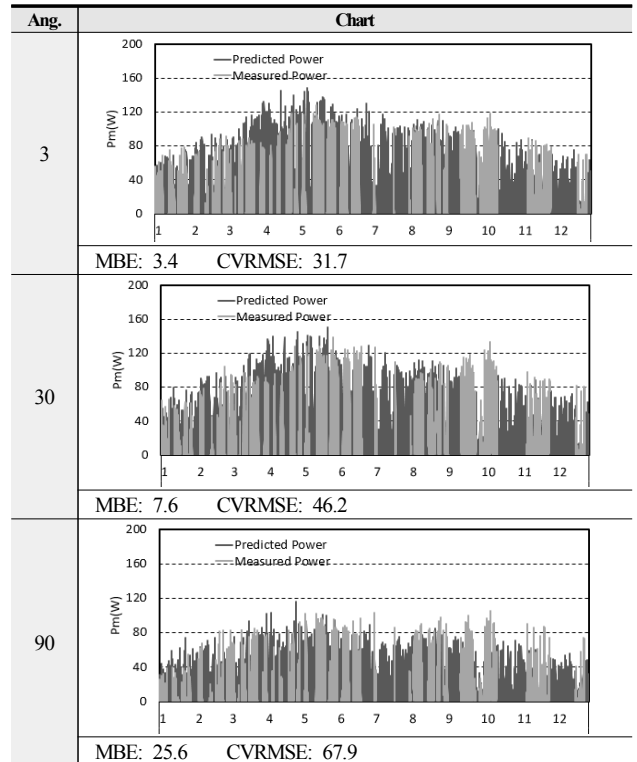 Ang. Chart
3
200
160
120
80
40
0
Pm(W)
Predicted Power
Measured Power
1 2 3 4 5 6 7 8 9 10 11 12
MBE: 3.4 CVRMSE: 31.7
30
200
160
120
80
40
0
Pm(W)
Predicted Power
Measured Power
1 2 3 4 5 6 7 8 9 10 11 12
MBE: 7.6 CVRMSE: 46.2
90
200
160
120
80
40
0
Pm(W)
Predicted Power
Measured Power
1 2 3 4 5 6 7 8 9 10 11 12
MBE: 25.6 CVRMSE: 67.9